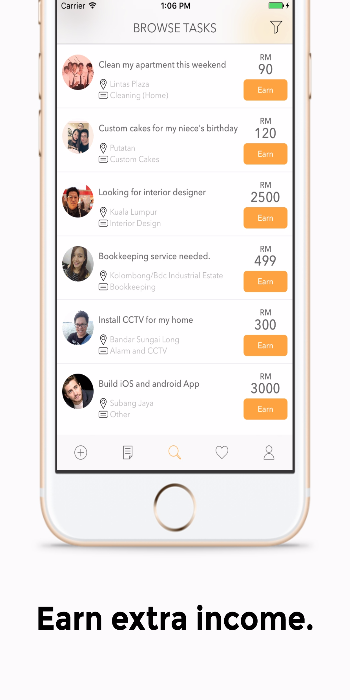 Carrier 1:06 PM
BROWSE TASKS
Clean my apartment this weekend
RM
90
Lintas Plaza
Cleaning (Home)
Earn
Custom cakes for my niece's birthday
RM
120
Putatan
Custom Cakes
Earn
Looking for interior designer
RM
2500
Kuala Lumpur
Interior Design
Earn
Bookkeeping service needed.
RM
499
Kolombong/Bdc Industrial Estate
Bookkeeping
Earn
Install CCTV for my home
RM
300
Bandar Sungai Long
Alarm and CCTV
Earn
Build iOS and android App
RM
3000
Subang Jaya
Other
Earn
Earn extra income.